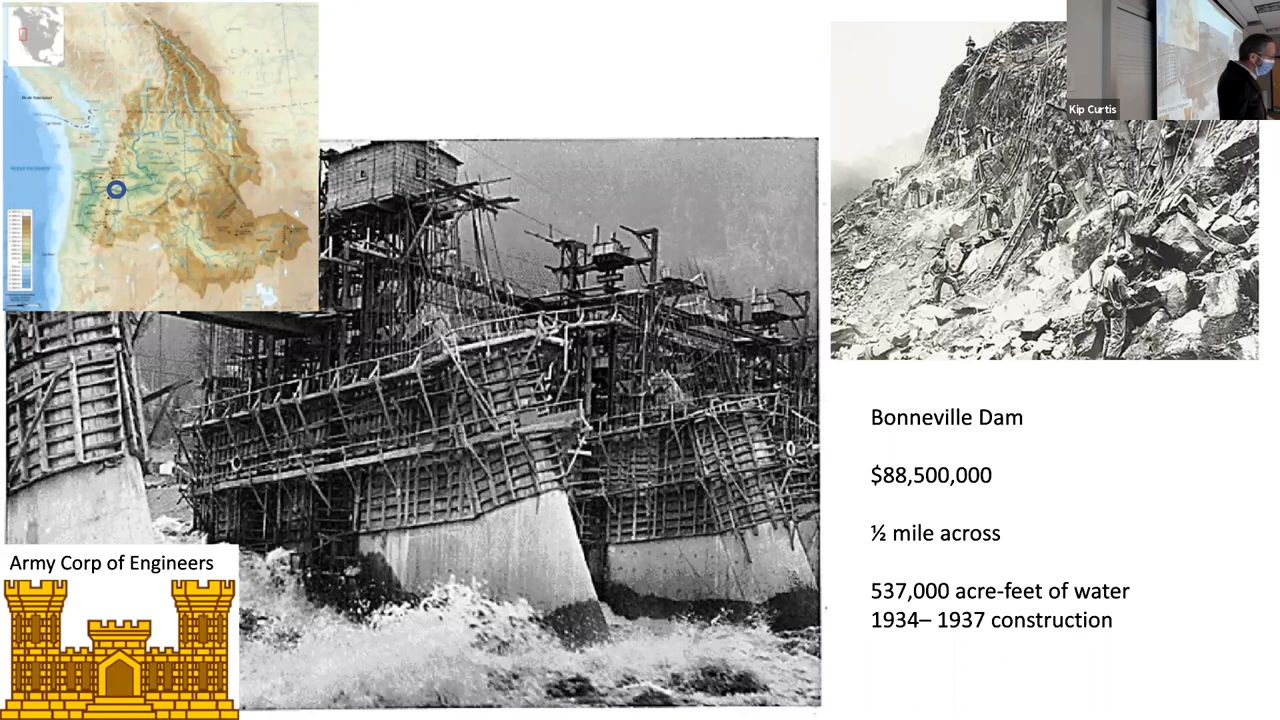 Kip Curtis
Bonneville Dam
$88,500,000
½ mile across
537,000 acre-feet of water
1934– 1937 construction
Army Corp of Engineers